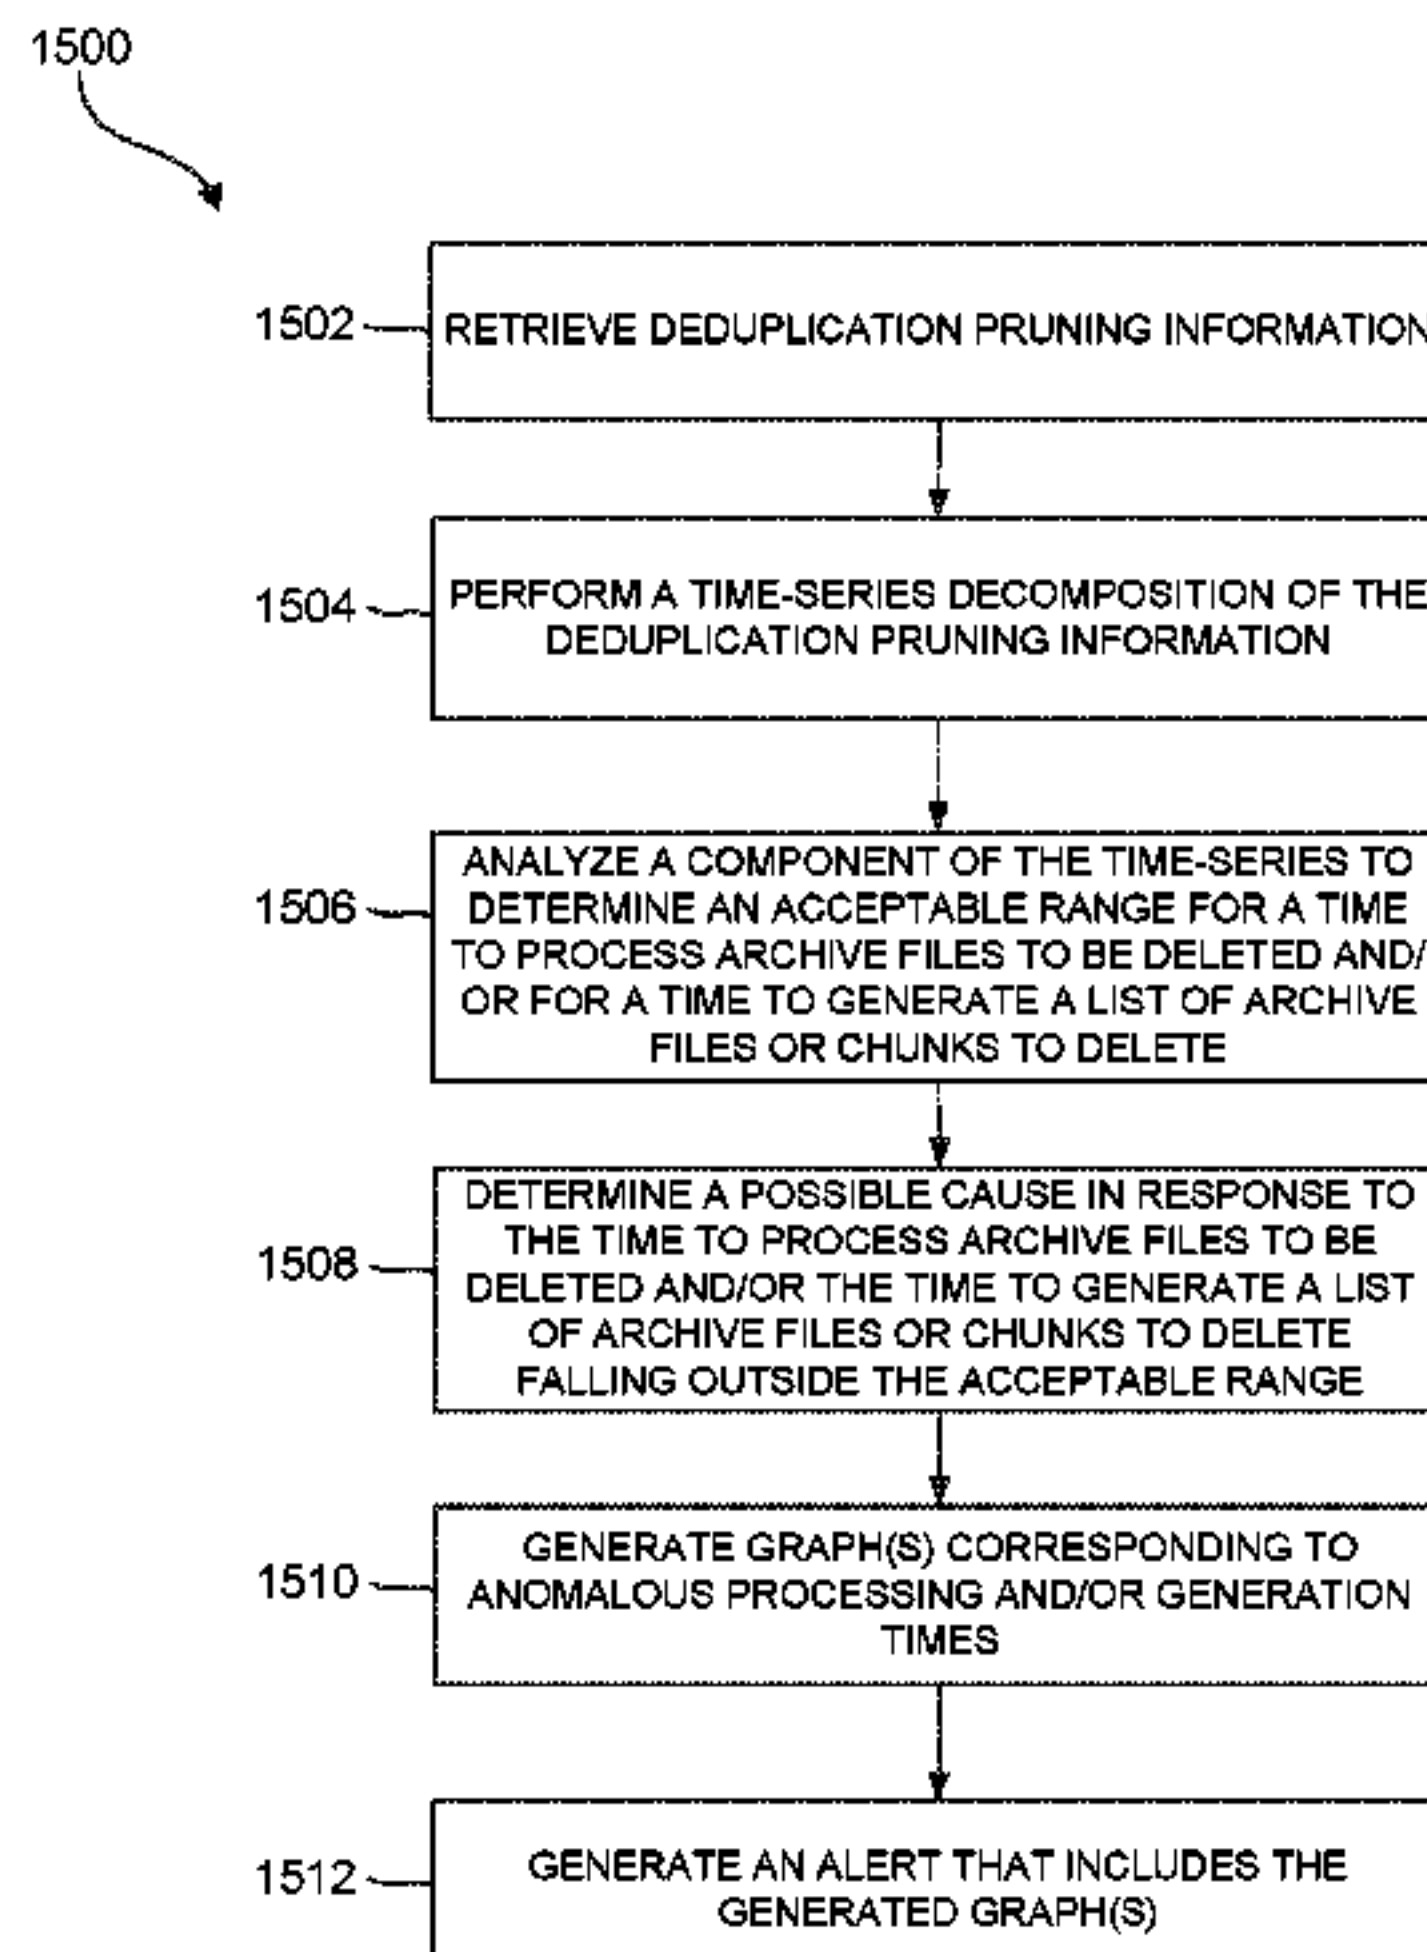 1500
1502
RETRIEVE DEDUPLICATION PRUNING INFORMATION
1504
PERFORM A TIME-SERIES DECOMPOSITION OF THE
DEDUPLICATION PRUNING INFORMATION
1506
ANALYZE A COMPONENT OF THE TIME-SERIES TO
DETERMINE AN ACCEPTABLE RANGE FOR A TIME
TO PROCESS ARCHIVE FILES TO BE DELETED AND/
OR FOR A TIME TO GENERATE A LIST OF ARCHIVE
FILES OR CHUNKS TO DELETE
1508
DETERMINE A POSSIBLE CAUSE IN RESPONSE TO
THE TIME TO PROCESS ARCHIVE FILES TO BE
DELETED AND/OR THE TIME TO GENERATE A LIST
OF ARCHIVE FILES OR CHUNKS TO DELETE
FALLING OUTSIDE THE ACCEPTABLE RANGE
1510
GENERATE GRAPH(S) CORRESPONDING TO
ANOMALOUS PROCESSING AND/OR GENERATION
TIMES
1512
GENERATE AN ALERT THAT INCLUDES THE
GENERATED GRAPH(S)